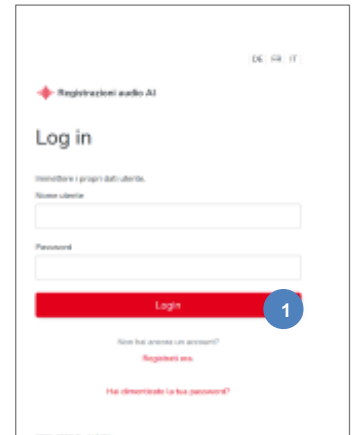 DE FR IT
Registrazioni audio AI
Log in
Immettere i propri dati utente.
Nome utente
Password
Login
1
Non hai ancora un account?
Registrati ora.
Hai dimenticato la tua password?